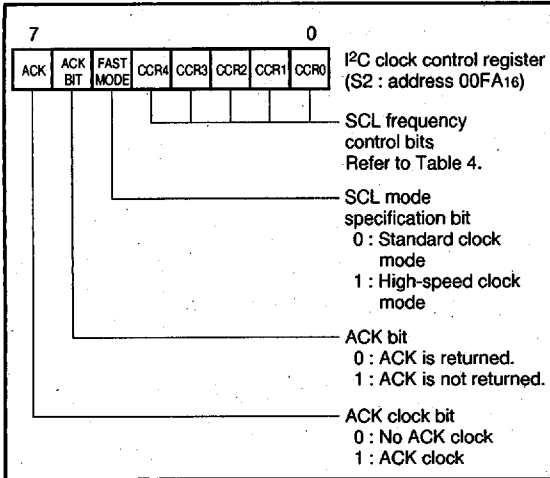 7 0
ACK ACK BIT FAST MODE CCR4 CCR3 CCR2 CCR1 CCR0
I²C clock control register
(S2 : address 00FA₁₆)
SCL frequency
control bits
Refer to Table 4.
SCL mode
specification bit
0 : Standard clock
mode
1 : High-speed clock
mode
ACK bit
0 : ACK is returned.
1 : ACK is not returned.
ACK clock bit
0 : No ACK clock
1 : ACK clock